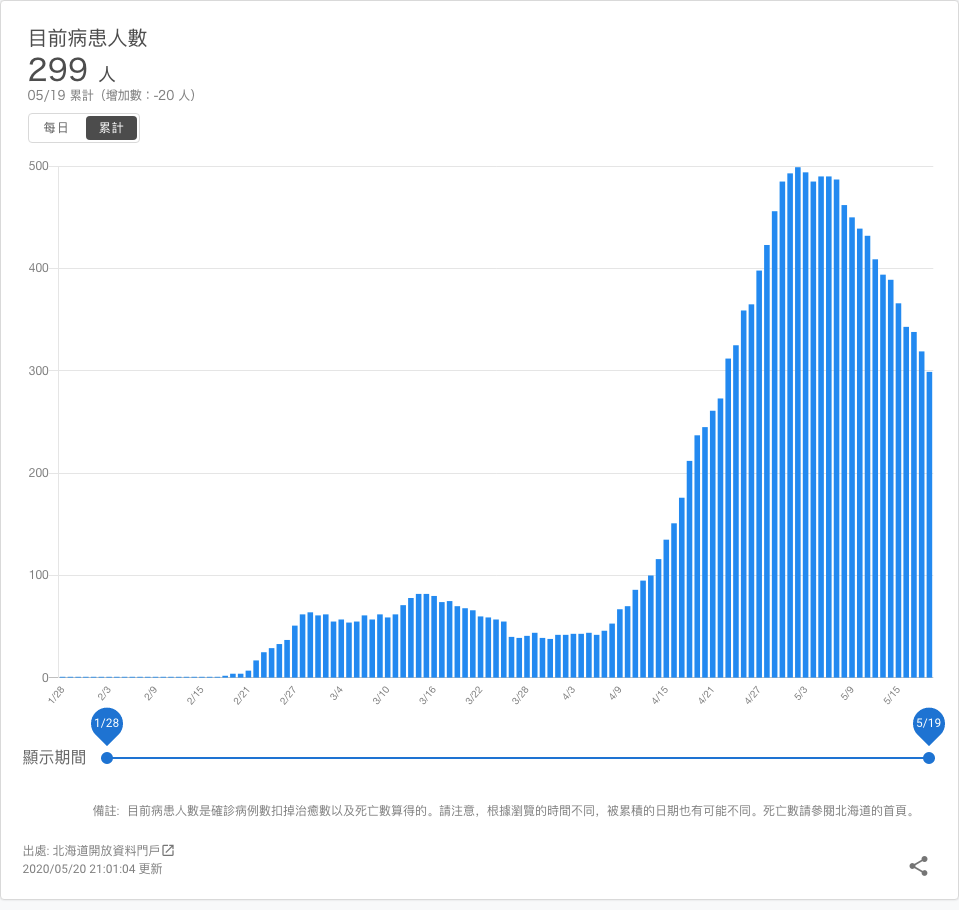 目前病患人數
299 人
05/19 累計（增加數：-20 人）
每日 累計
500
400
300
200
100
0
1/28 2/3 2/9 2/15 2/21 2/27 3/4 3/10 3/16 3/22 3/28 4/3 4/9 4/15 4/21 4/27 5/3 5/9 5/15
1/28 5/19
顯示期間
備註: 目前病患人數是確診病例數扣掉治癒數以及死亡數算得的。請注意，根據瀏覽的時間不同，被累積的日期也有可能不同。死亡數請參閱北海道的首頁。
出處: 北海道開放資料門戶
2020/05/20 21:01:04 更新